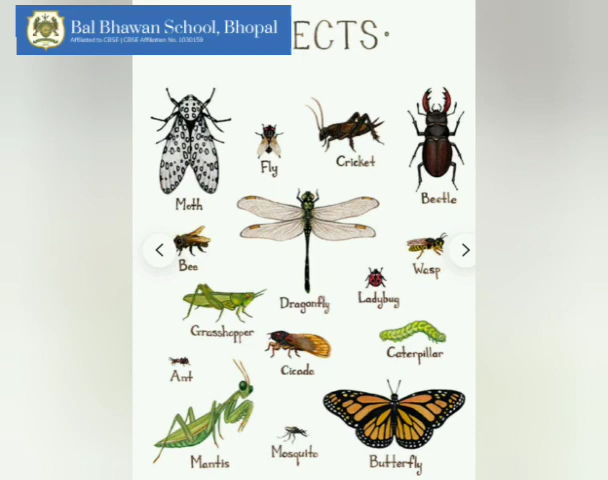 Bal Bhawan School, Bhopal
Affiliated to CBSE | CBSE Affiliation No. 1030159
ECTS
Moth
Fly
Cricket
Beetle
Bee
Dragonfly
Ladybug
Wasp
Grasshopper
Cicada
Caterpillar
Ant
Mantis
Mosquito
Butterfly